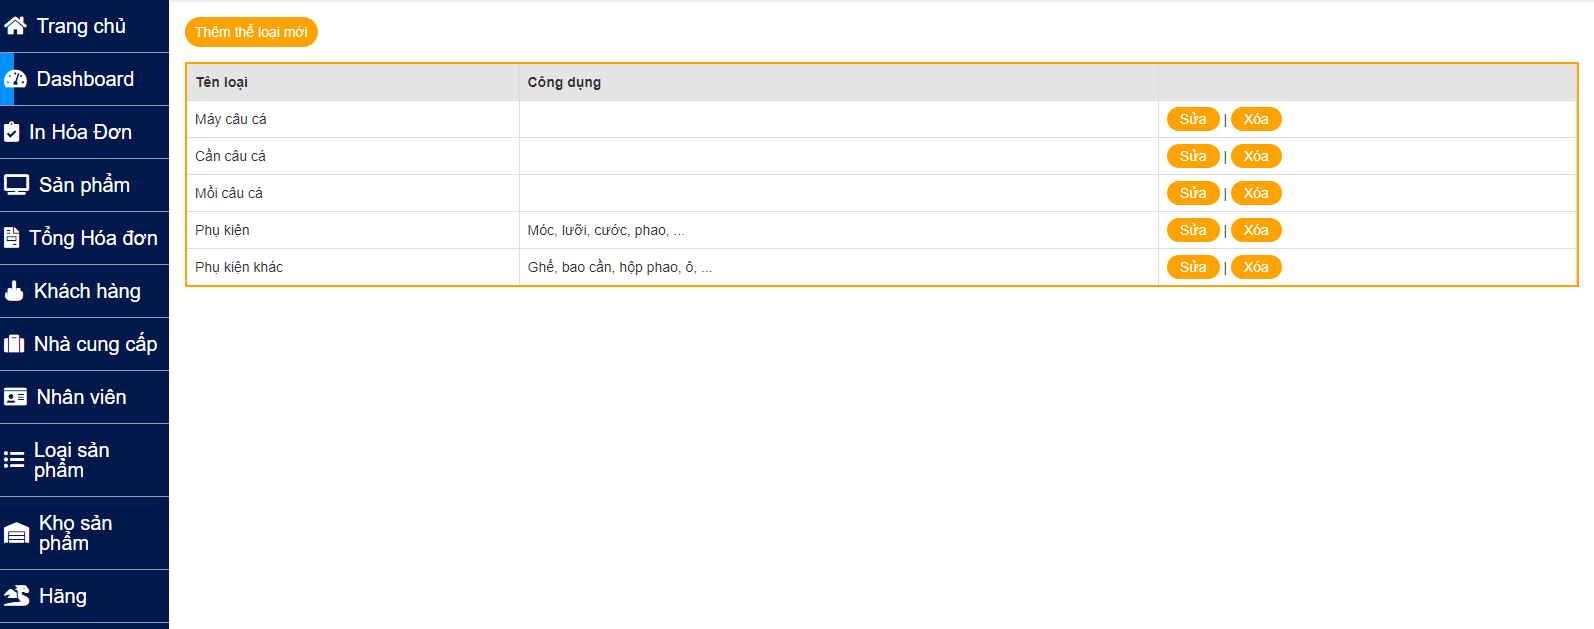 Trang chủ
Dashboard
In Hóa Đơn
Sản phẩm
Tổng Hóa đơn
Khách hàng
Nhà cung cấp
Nhân viên
Loại sản
phẩm
Kho sản
phẩm
Hãng
Thêm thể loại mới
Tên loại Công dụng
Máy câu cá Sửa | Xóa
Cần câu cá Sửa | Xóa
Mồi câu cá Sửa | Xóa
Phụ kiện Móc, lưỡi, cước, phao, ... Sửa | Xóa
Phụ kiện khác Ghế, bao cần, hộp phao, ô, ... Sửa | Xóa